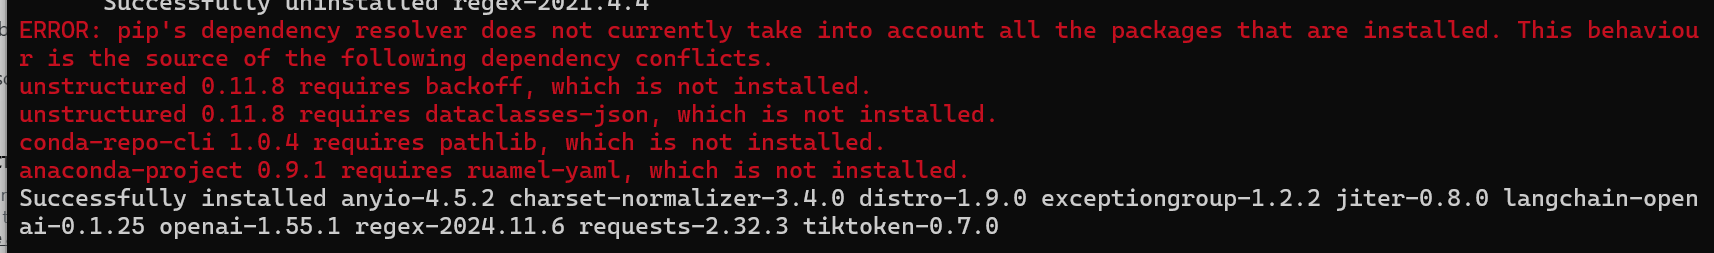 Successfully uninstalled regex-2021.4.4
ERROR: pip's dependency resolver does not currently take into account all the packages that are installed. This behaviou
r is the source of the following dependency conflicts.
unstructured 0.11.8 requires backoff, which is not installed.
unstructured 0.11.8 requires dataclasses-json, which is not installed.
conda-repo-cli 1.0.4 requires pathlib, which is not installed.
anaconda-project 0.9.1 requires ruamel-yaml, which is not installed.
Successfully installed anyio-4.5.2 charset-normalizer-3.4.0 distro-1.9.0 exceptiongroup-1.2.2 jiter-0.8.0 langchain-open
ai-0.1.25 openai-1.55.1 regex-2024.11.6 requests-2.32.3 tiktoken-0.7.0